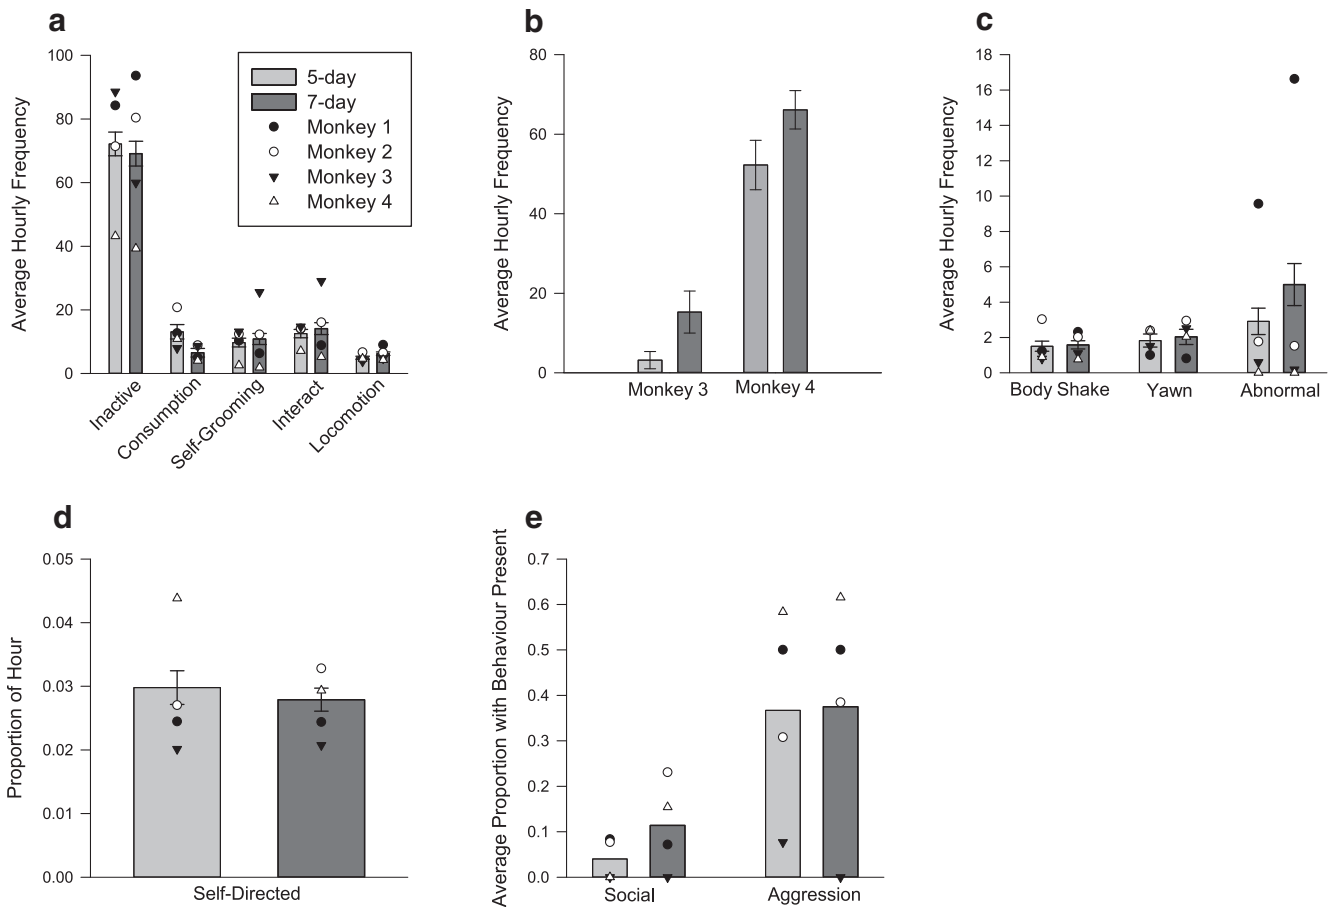 a
Average Hourly Frequency
100
80
60
40
20
0
Inactive
Consumption
Self-Grooming
Interact
Locomotion
5-day
7-day
Monkey 1
Monkey 2
Monkey 3
Monkey 4
b
Average Hourly Frequency
80
60
40
20
0
Monkey 3
Monkey 4
c
Average Hourly Frequency
18
16
14
12
10
8
6
4
2
0
Body Shake
Yawn
Abnormal
d
Proportion of Hour
0.05
0.04
0.03
0.02
0.01
0.00
Self-Directed
e
Average Proportion with Behaviour Present
0.7
0.6
0.5
0.4
0.3
0.2
0.1
0.0
Social
Aggression